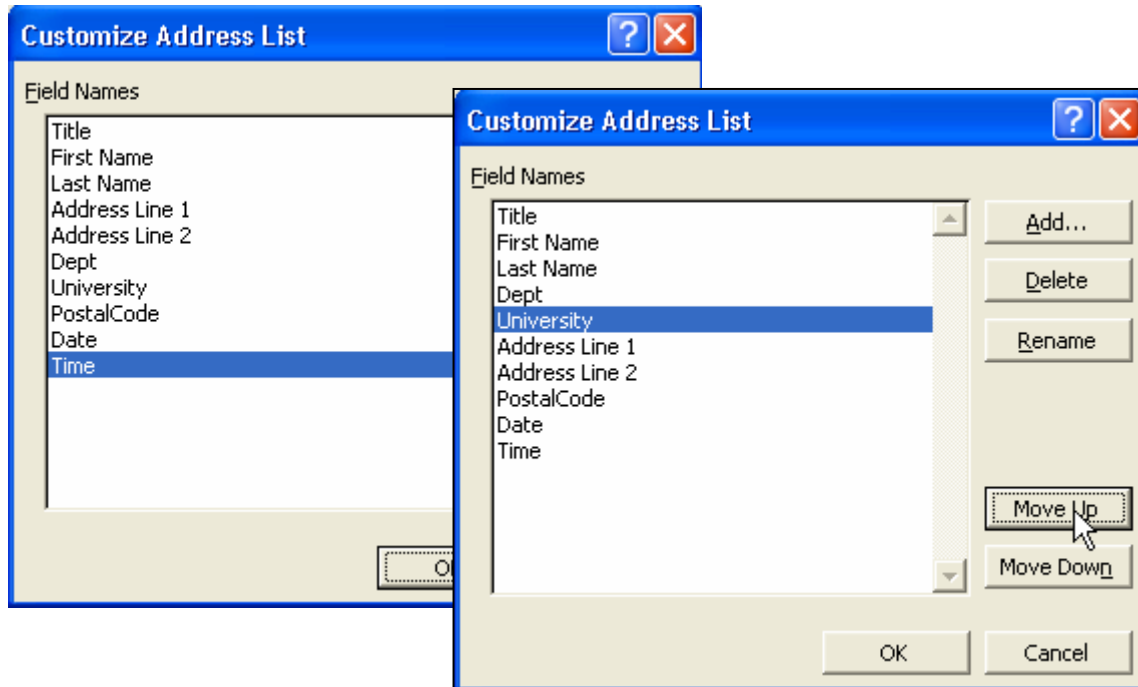 Customize Address List
Field Names
Title
First Name
Last Name
Address Line 1
Address Line 2
Dept
University
PostalCode
Date
Time
Customize Address List
Field Names
Title
First Name
Last Name
Dept
University
Address Line 1
Address Line 2
PostalCode
Date
Time
Add...
Delete
Rename
Move Up
Move Down
OK
Cancel